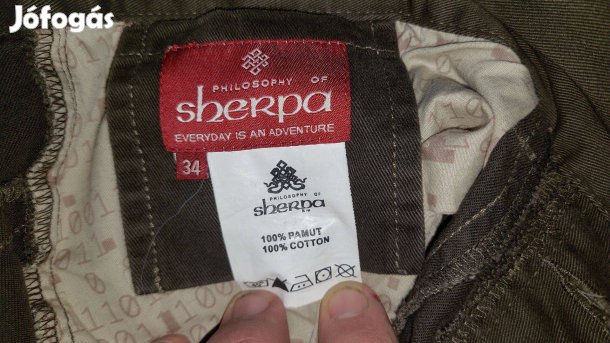 Jófogás
PHILOSOPHY OF
sherpa
EVERYDAY IS AN ADVENTURE
34
PHILOSOPHY OF
sherpa
100% PAMUT
100% COTTON